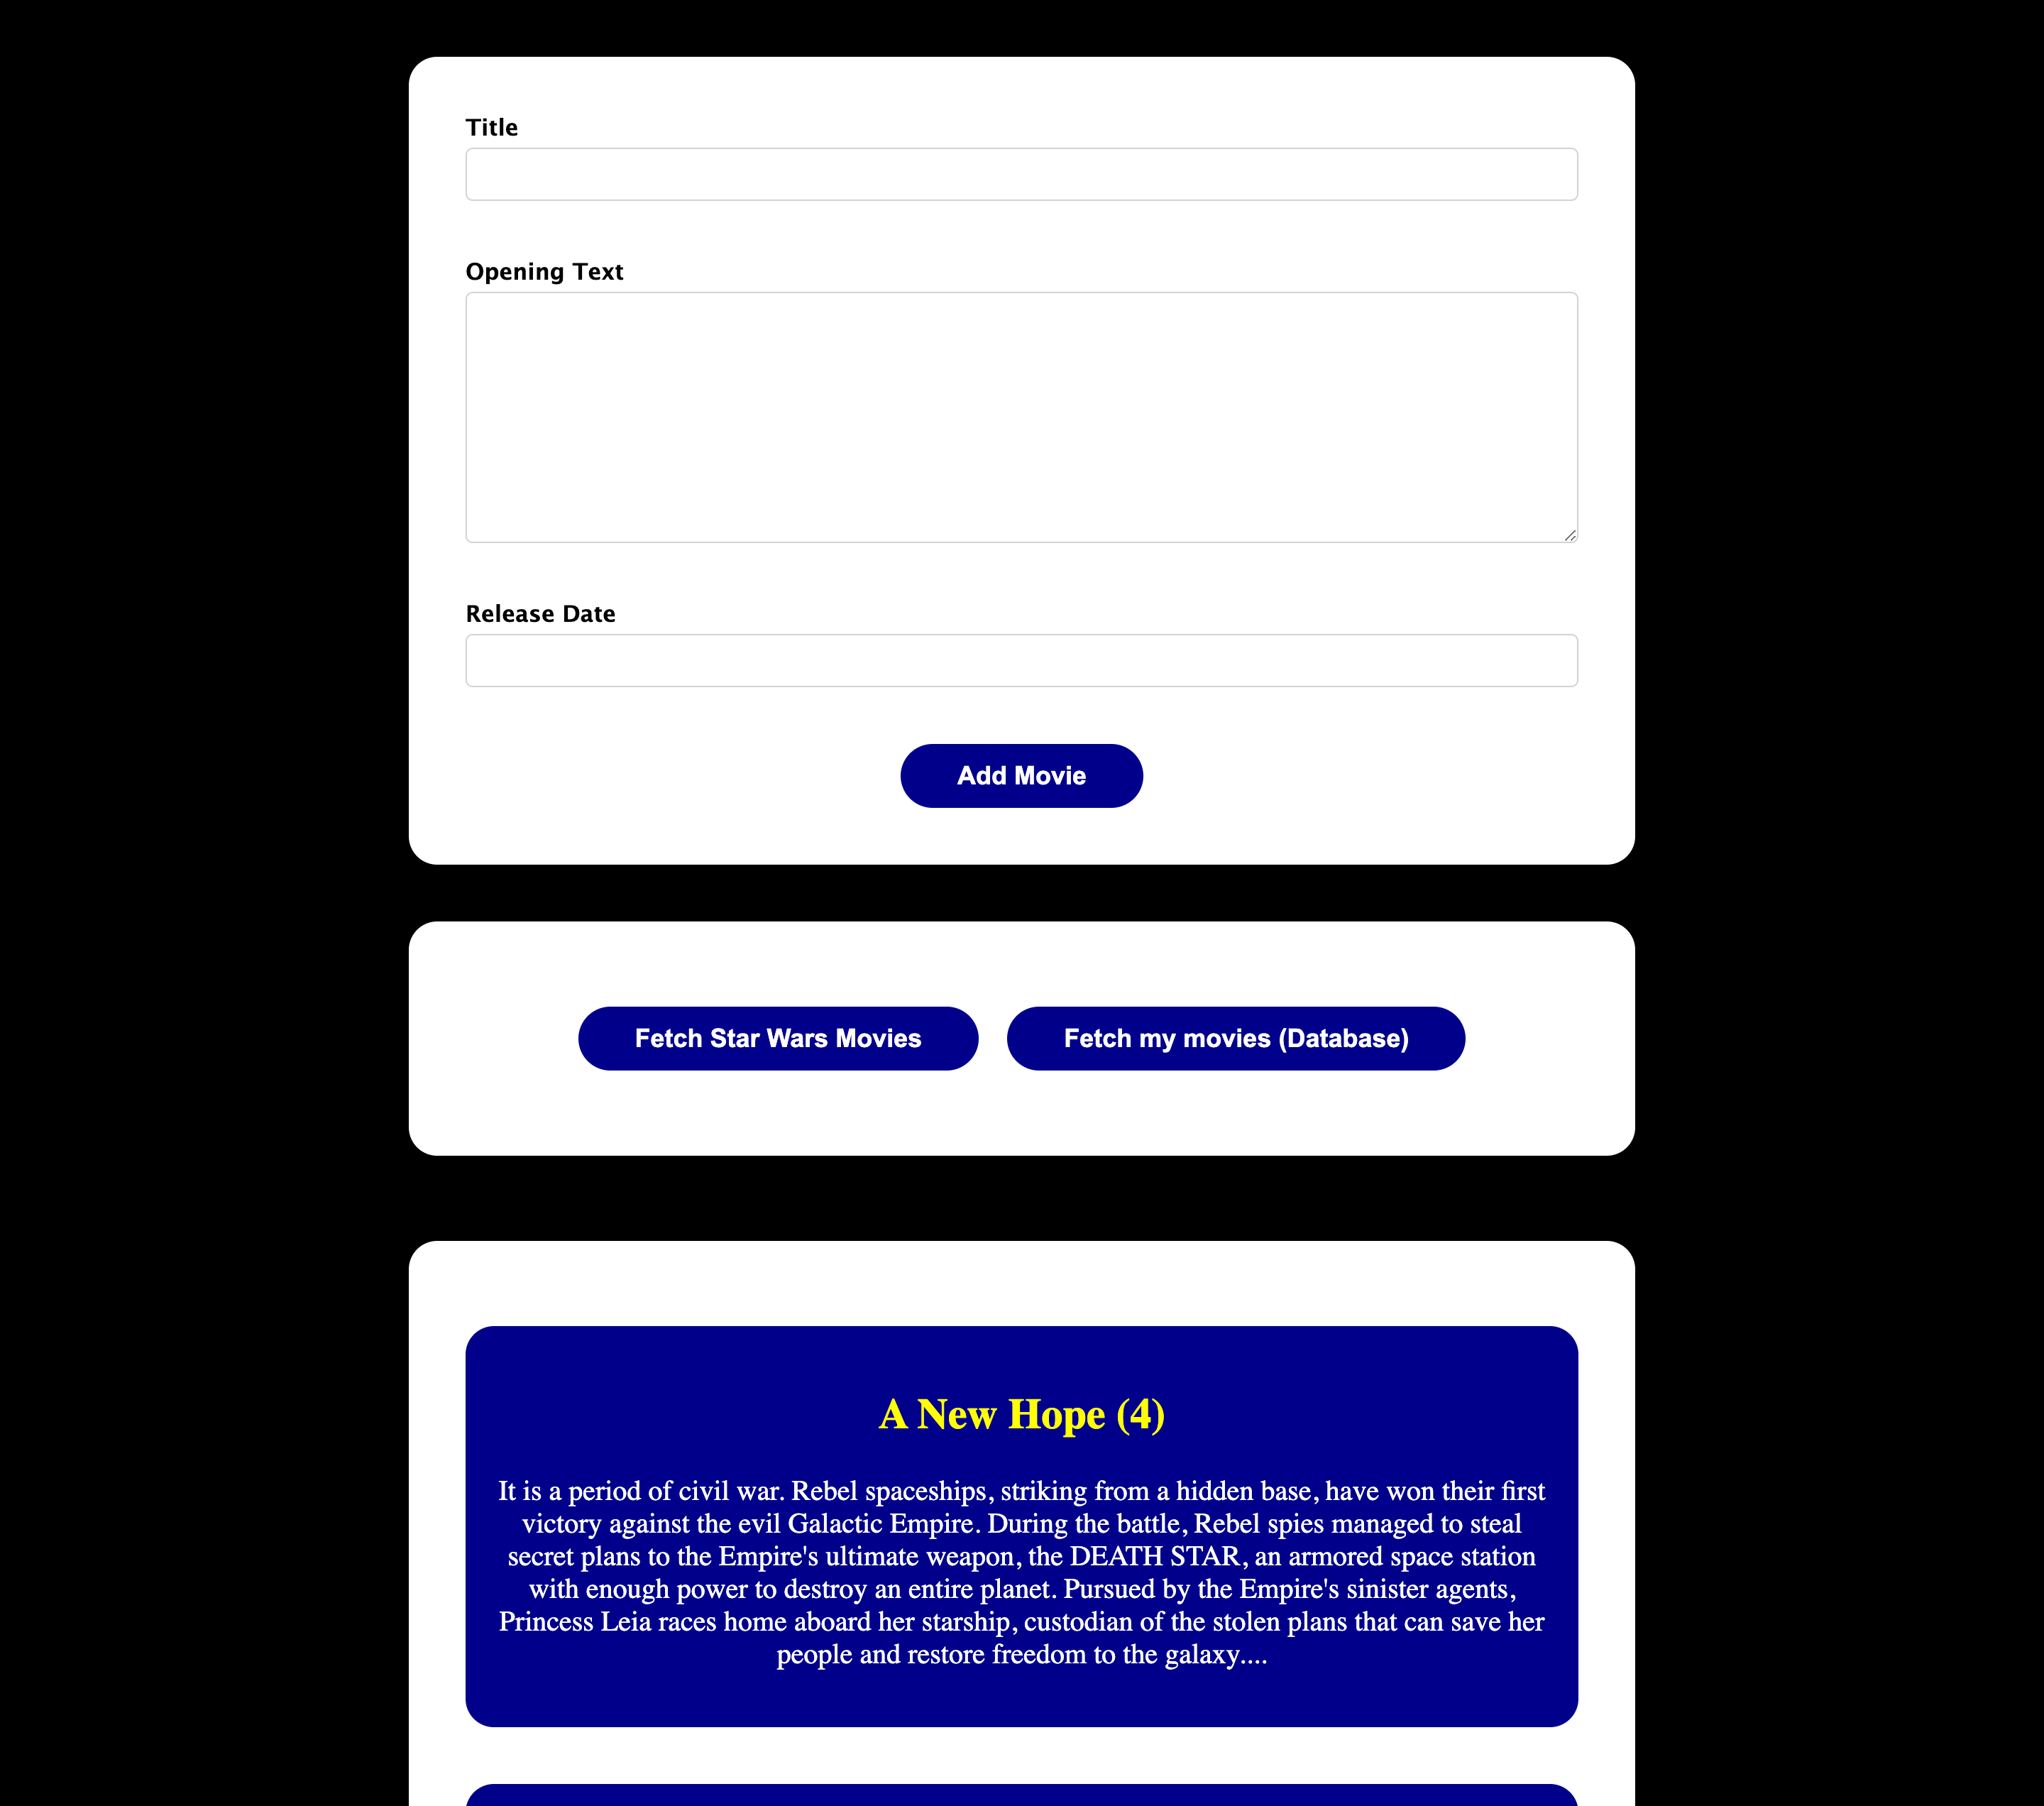 Title
Opening Text
Release Date
Add Movie
Fetch Star Wars Movies
Fetch my movies (Database)
A New Hope (4)
It is a period of civil war. Rebel spaceships, striking from a hidden base, have won their first
victory against the evil Galactic Empire. During the battle, Rebel spies managed to steal
secret plans to the Empire's ultimate weapon, the DEATH STAR, an armored space station
with enough power to destroy an entire planet. Pursued by the Empire's sinister agents,
Princess Leia races home aboard her starship, custodian of the stolen plans that can save her
people and restore freedom to the galaxy....